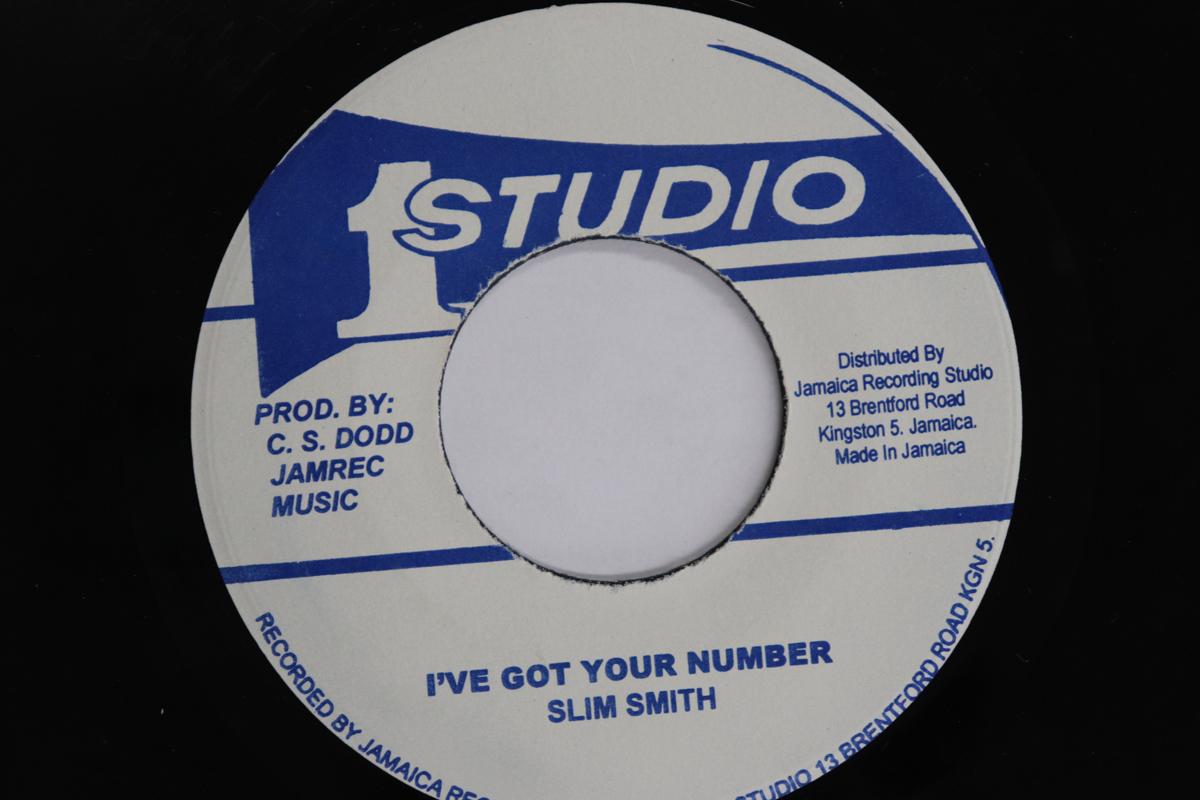 1 STUDIO
PROD. BY:
C. S. DODD
JAMREC
MUSIC
Distributed By
Jamaica Recording Studio
13 Brentford Road
Kingston 5. Jamaica.
Made In Jamaica
I'VE GOT YOUR NUMBER
SLIM SMITH
RECORDED BY JAMAICA
STUDIO 13 BRENTFORD ROAD KGN 5.